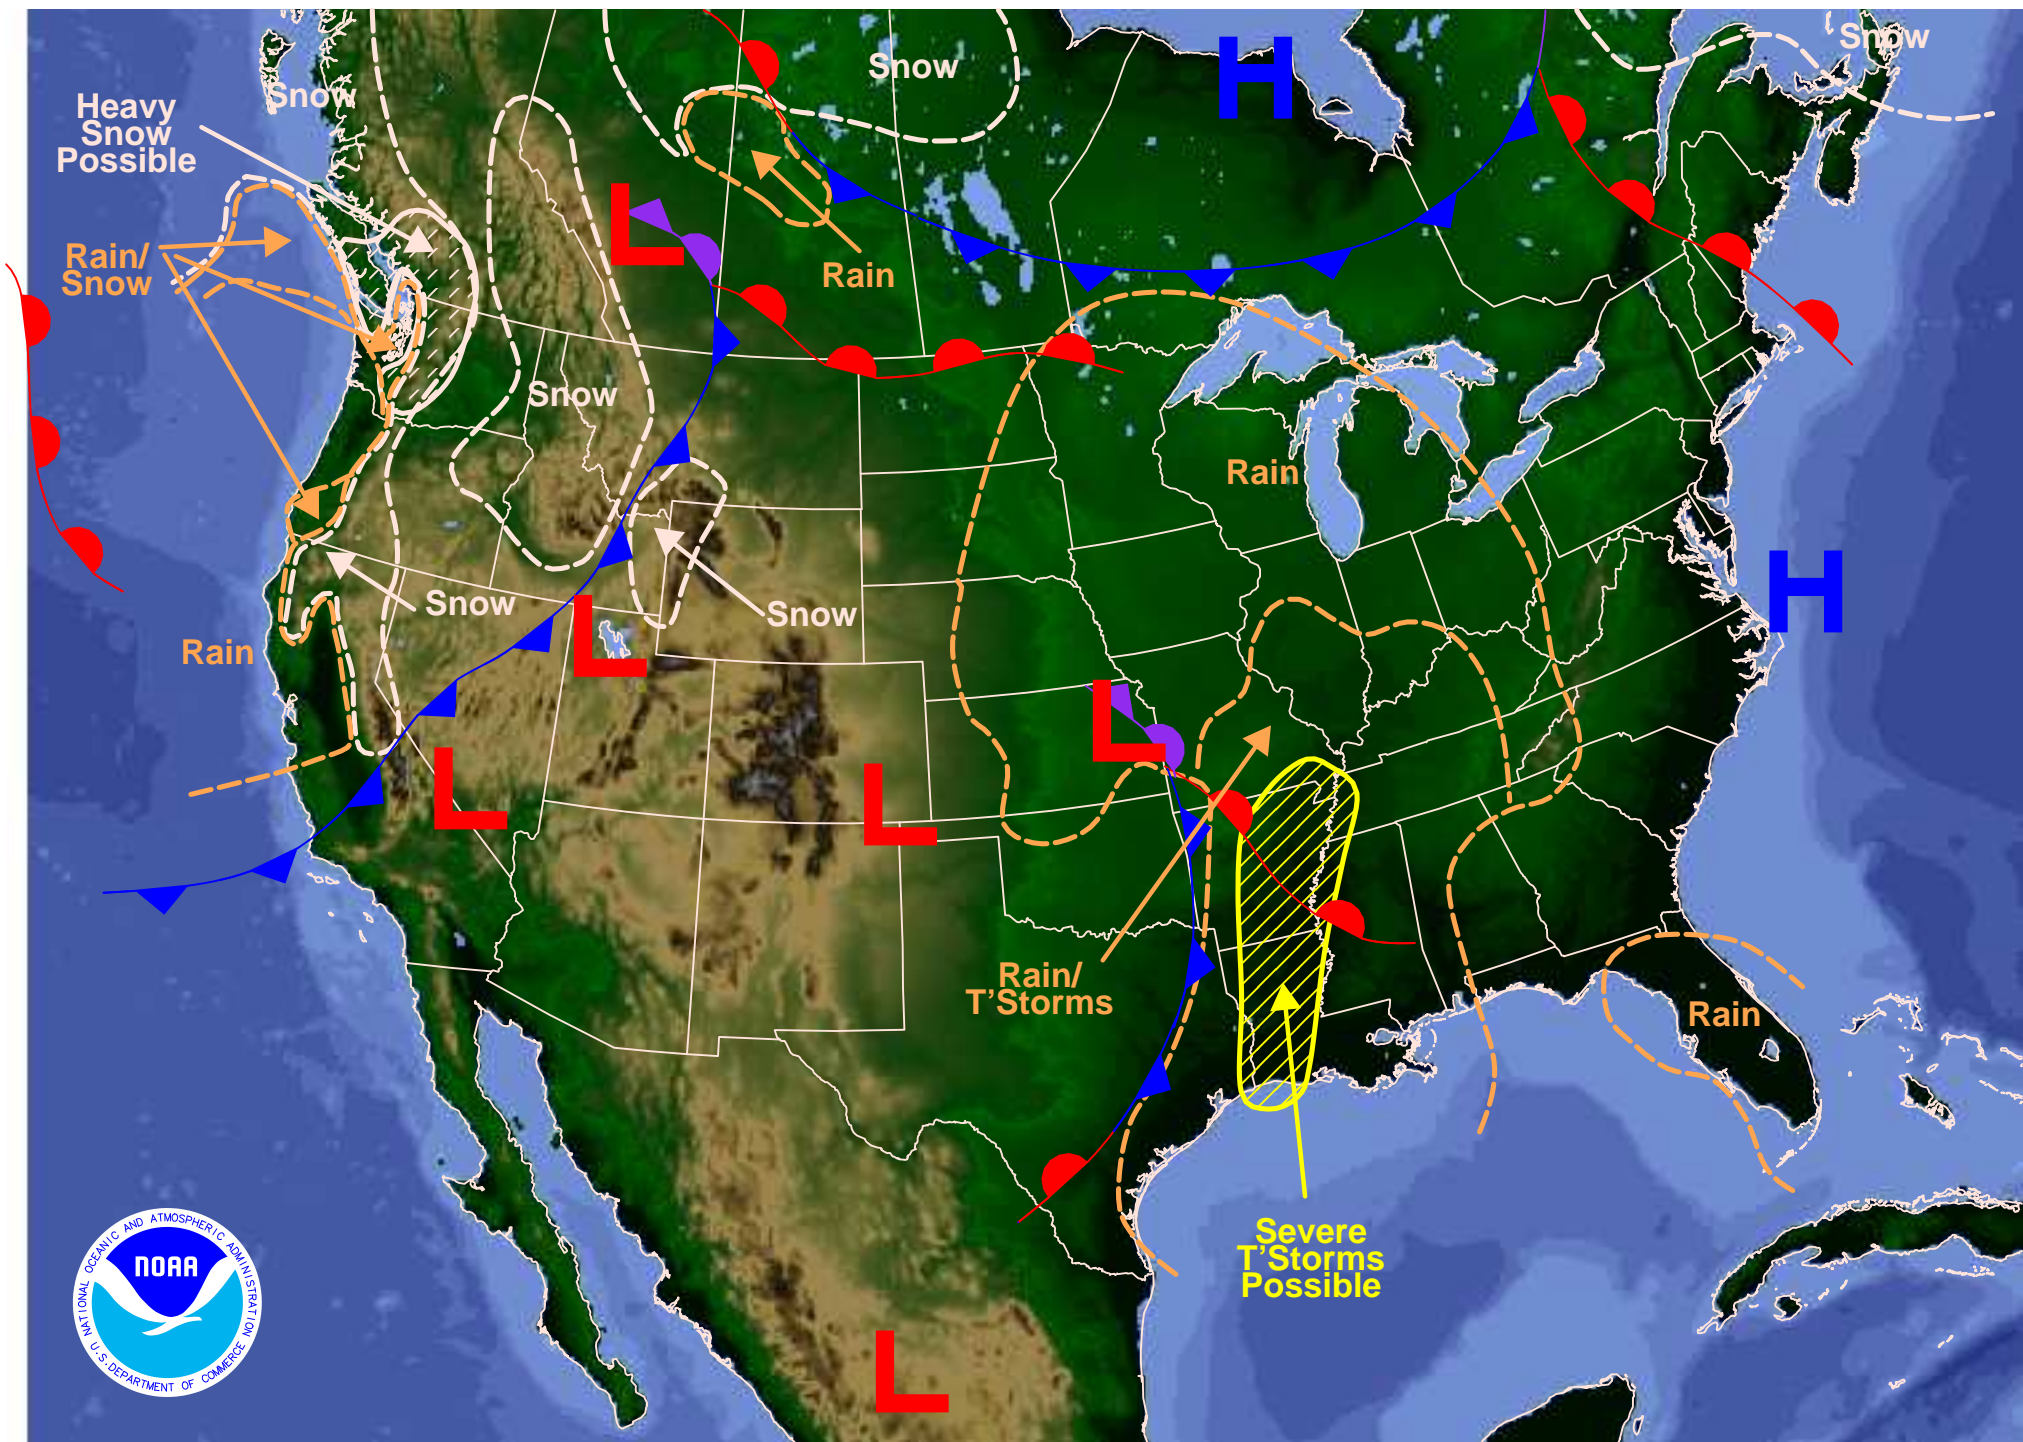 Snow
Snow
H
Snow
Heavy
Snow
Possible
L
Rain/
Snow
Rain
Snow
Rain
H
Snow
Snow
L
Rain
L
L
L
Rain/
T'Storms
Rain
Severe
T'Storms
Possible
L
NOAA
NATIONAL OCEANIC AND ATMOSPHERIC ADMINISTRATION
U.S. DEPARTMENT OF COMMERCE